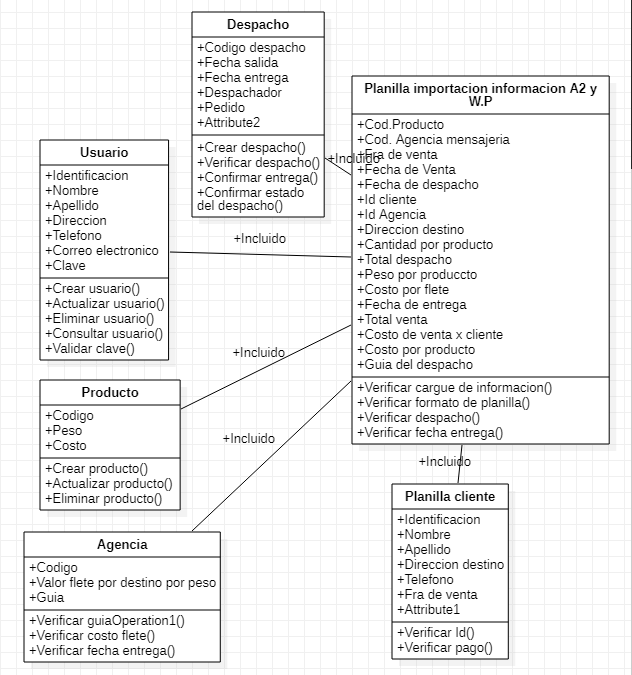 Despacho
+Codigo despacho
+Fecha salida
+Fecha entrega
+Despachador
+Pedido
+Attribute2
+Crear despacho()
+Verificar despacho()
+Confirmar entrega()
+Confirmar estado
del despacho()
+Incluido
Planilla importacion informacion A2 y
W.P
+Cod.Producto
+Cod. Agencia mensajeria
+Fra de venta
+Fecha de Venta
+Fecha de despacho
+Id cliente
+Id Agencia
+Direccion destino
+Cantidad por producto
+Total despacho
+Peso por produccto
+Costo por flete
+Fecha de entrega
+Total venta
+Costo de venta x cliente
+Costo por producto
+Guia del despacho
+Verificar cargue de informacion()
+Verificar formato de planilla()
+Verificar despacho()
+Verificar fecha entrega()
Usuario
+Identificacion
+Nombre
+Apellido
+Direccion
+Telefono
+Correo electronico
+Clave
+Crear usuario()
+Actualizar usuario()
+Eliminar usuario()
+Consultar usuario()
+Validar clave()
+Incluido
Producto
+Codigo
+Peso
+Costo
+Crear producto()
+Actualizar producto()
+Eliminar producto()
+Incluido
Agencia
+Codigo
+Valor flete por destino por peso
+Guia
+Verificar guiaOperation1()
+Verificar costo flete()
+Verificar fecha entrega()
+Incluido
+Incluido
Planilla cliente
+Identificacion
+Nombre
+Apellido
+Direccion destino
+Telefono
+Fra de venta
+Attribute1
+Verificar Id()
+Verificar pago()